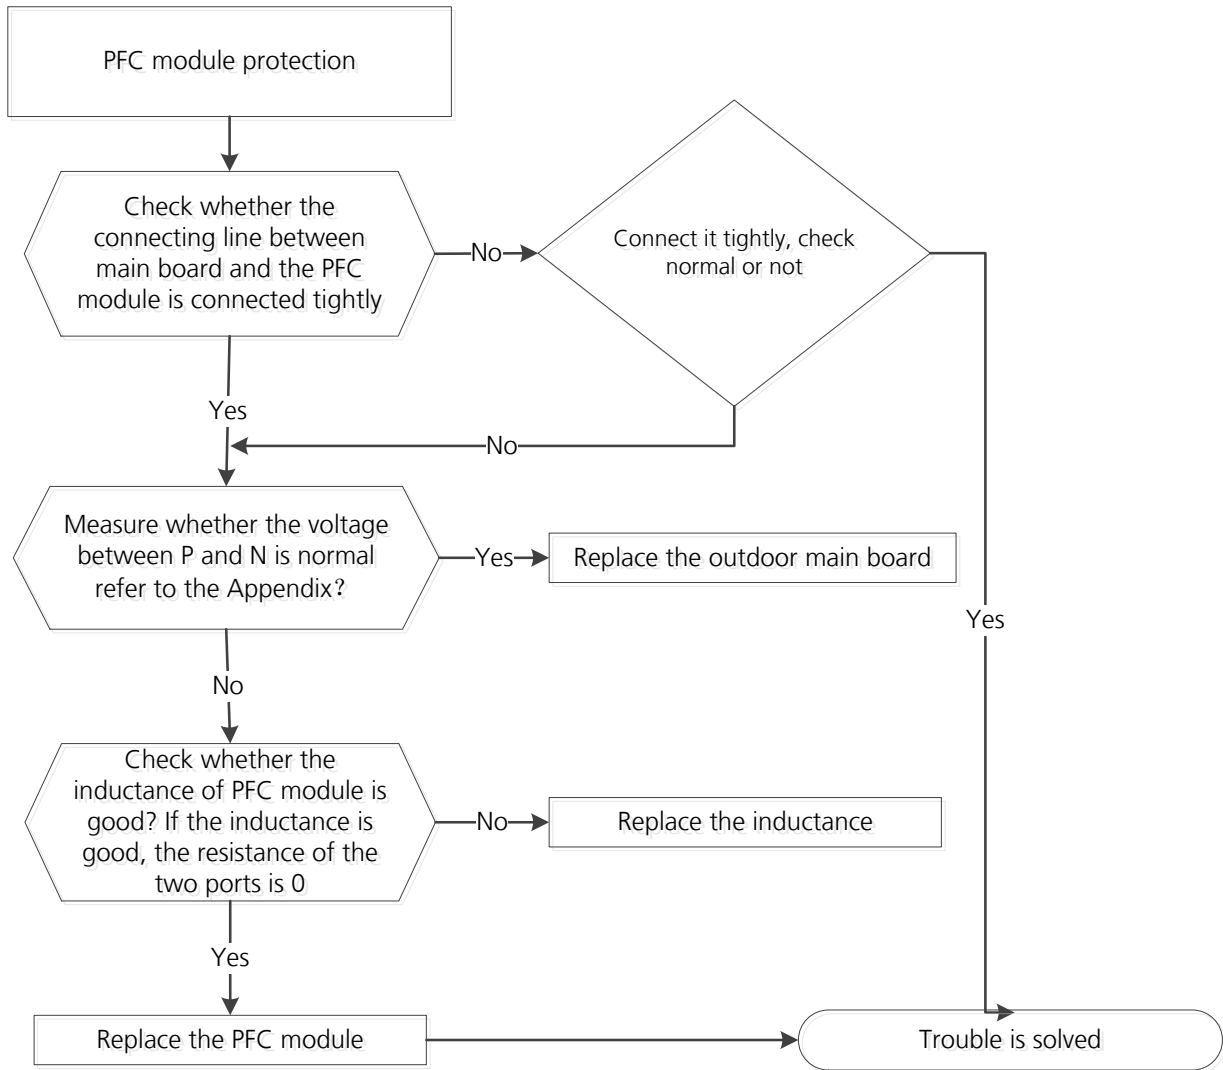 PFC module protection
Check whether the
connecting line between
main board and the PFC
module is connected tightly
No
Connect it tightly, check
normal or not
Yes
No
Measure whether the voltage
between P and N is normal
refer to the Appendix？
Yes
Replace the outdoor main board
Yes
No
Check whether the
inductance of PFC module is
good? If the inductance is
good, the resistance of the
two ports is 0
No
Replace the inductance
Yes
Replace the PFC module
Trouble is solved